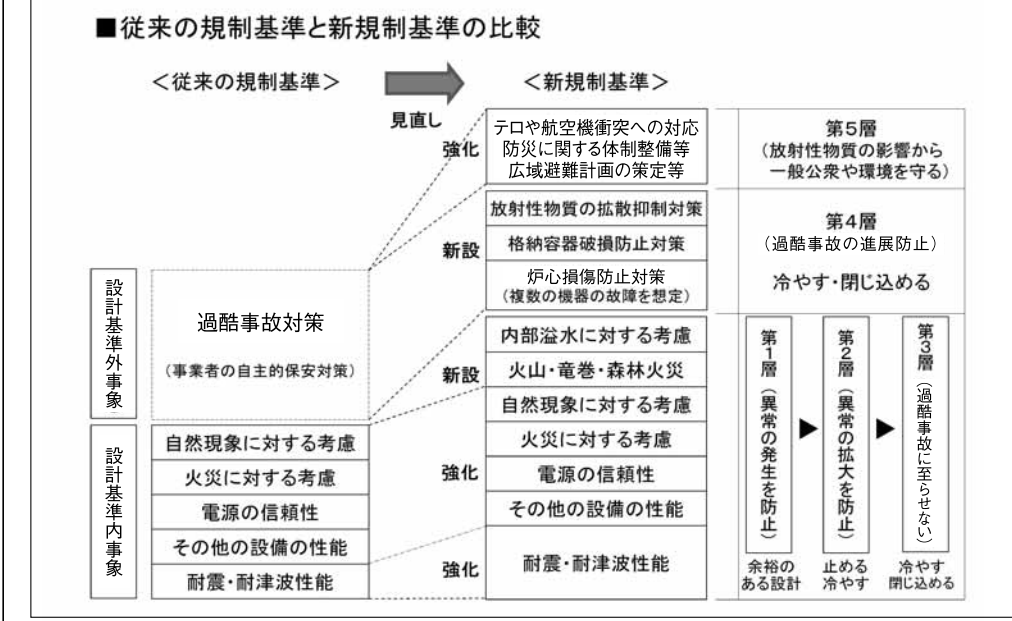 ■従来の規制基準と新規制基準の比較
＜従来の規制基準＞
見直し
＜新規制基準＞
設計基準外事象
過酷事故対策
（事業者の自主的保安対策）
設計基準内事象
自然現象に対する考慮
火災に対する考慮
電源の信頼性
その他の設備の性能
耐震・耐津波性能
強化
テロや航空機衝突への対応
防災に関する体制整備等
広域避難計画の策定等
新設
放射性物質の拡散抑制対策
格納容器破損防止対策
炉心損傷防止対策
（複数の機器の故障を想定）
新設
内部溢水に対する考慮
火山・竜巻・森林火災
強化
自然現象に対する考慮
火災に対する考慮
電源の信頼性
その他の設備の性能
強化
耐震・耐津波性能
第５層
（放射性物質の影響から
一般公衆や環境を守る）
第４層
（過酷事故の進展防止）
冷やす・閉じ込める
第１層（異常の発生を防止）
余裕の
ある設計
▶
第２層（異常の拡大を防止）
止める
冷やす
▶
第３層（過酷事故に至らせない）
冷やす
閉じ込める